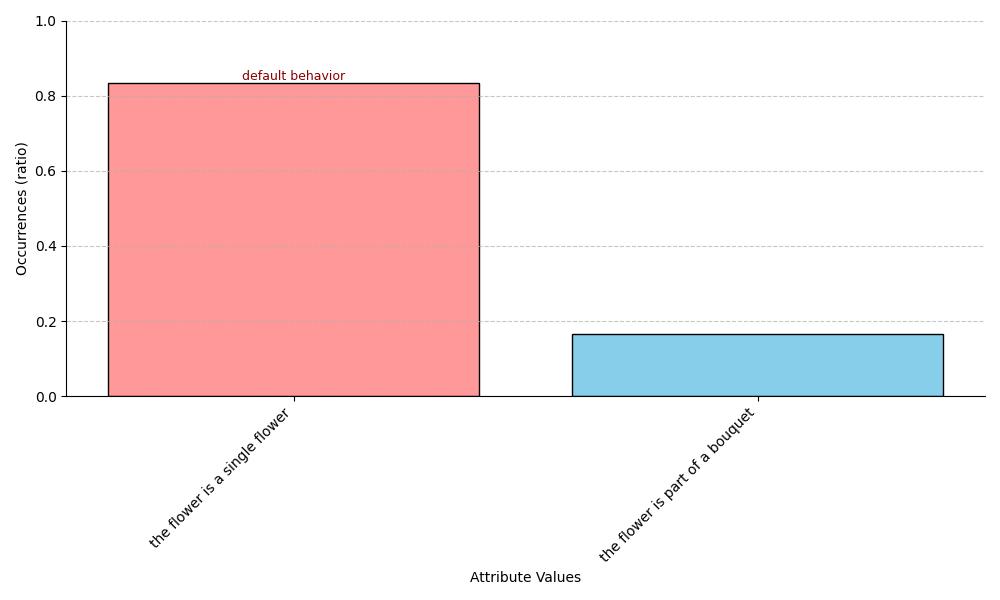 1.0
default behavior
0.8
0.6
0.4
0.2
0.0
Occurrences (ratio)
the flower is a single flower
the flower is part of a bouquet
Attribute Values